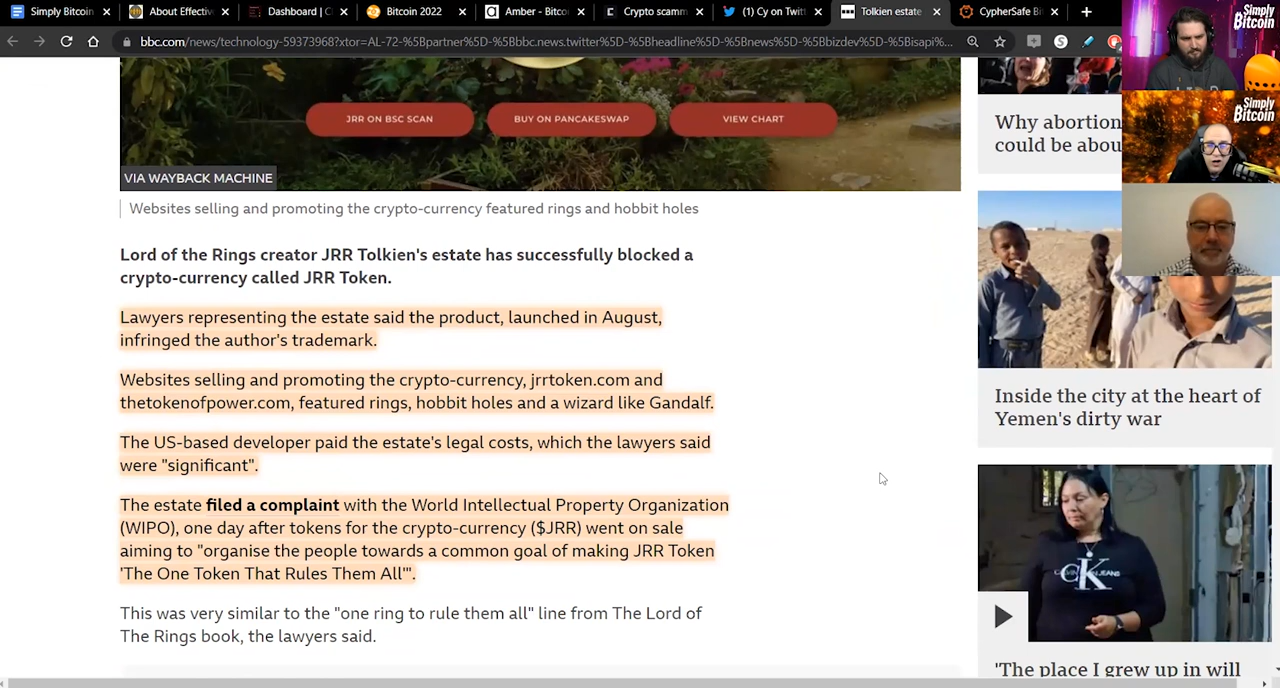 Simply Bitcoin
About Effectiv
Dashboard | C
Bitcoin 2022
Amber - Bitco
Crypto scamm
(1) Cy on Twitt
Tolkien estate
CypherSafe Bi
bbc.com/news/technology-59373968?xtor=AL-72-%5Bpartner%5D-%5Bbbc.news.twitter%5D-%5Bheadline%5D-%5Bnews%5D-%5Bbizdev%5D-%5Bisapi%...
Simply
Bitcoin
Simply
Bitcoin
JRR ON BSC SCAN
BUY ON PANCAKESWAP
VIEW CHART
VIA WAYBACK MACHINE
Websites selling and promoting the crypto-currency featured rings and hobbit holes
Lord of the Rings creator JRR Tolkien's estate has successfully blocked a
crypto-currency called JRR Token.
Lawyers representing the estate said the product, launched in August,
infringed the author's trademark.
Websites selling and promoting the crypto-currency, jrrtoken.com and
thetokenofpower.com, featured rings, hobbit holes and a wizard like Gandalf.
The US-based developer paid the estate's legal costs, which the lawyers said
were "significant".
The estate filed a complaint with the World Intellectual Property Organization
(WIPO), one day after tokens for the crypto-currency ($JRR) went on sale
aiming to "organise the people towards a common goal of making JRR Token
'The One Token That Rules Them All'".
This was very similar to the "one ring to rule them all" line from The Lord of
The Rings book, the lawyers said.
Why abortion
could be abou
Inside the city at the heart of
Yemen's dirty war
CK
CALVIN KLEIN JEANS
'The place I grew up in will